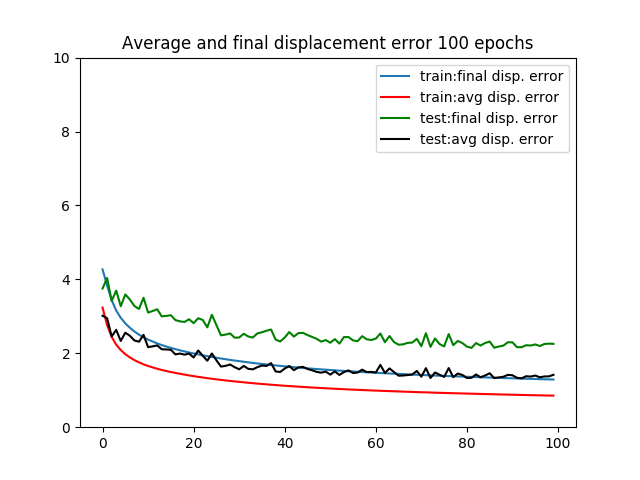 Average and final displacement error 100 epochs
train:final disp. error
train:avg disp. error
test:final disp. error
test:avg disp. error
10
8
6
4
2
0
0 20 40 60 80 100